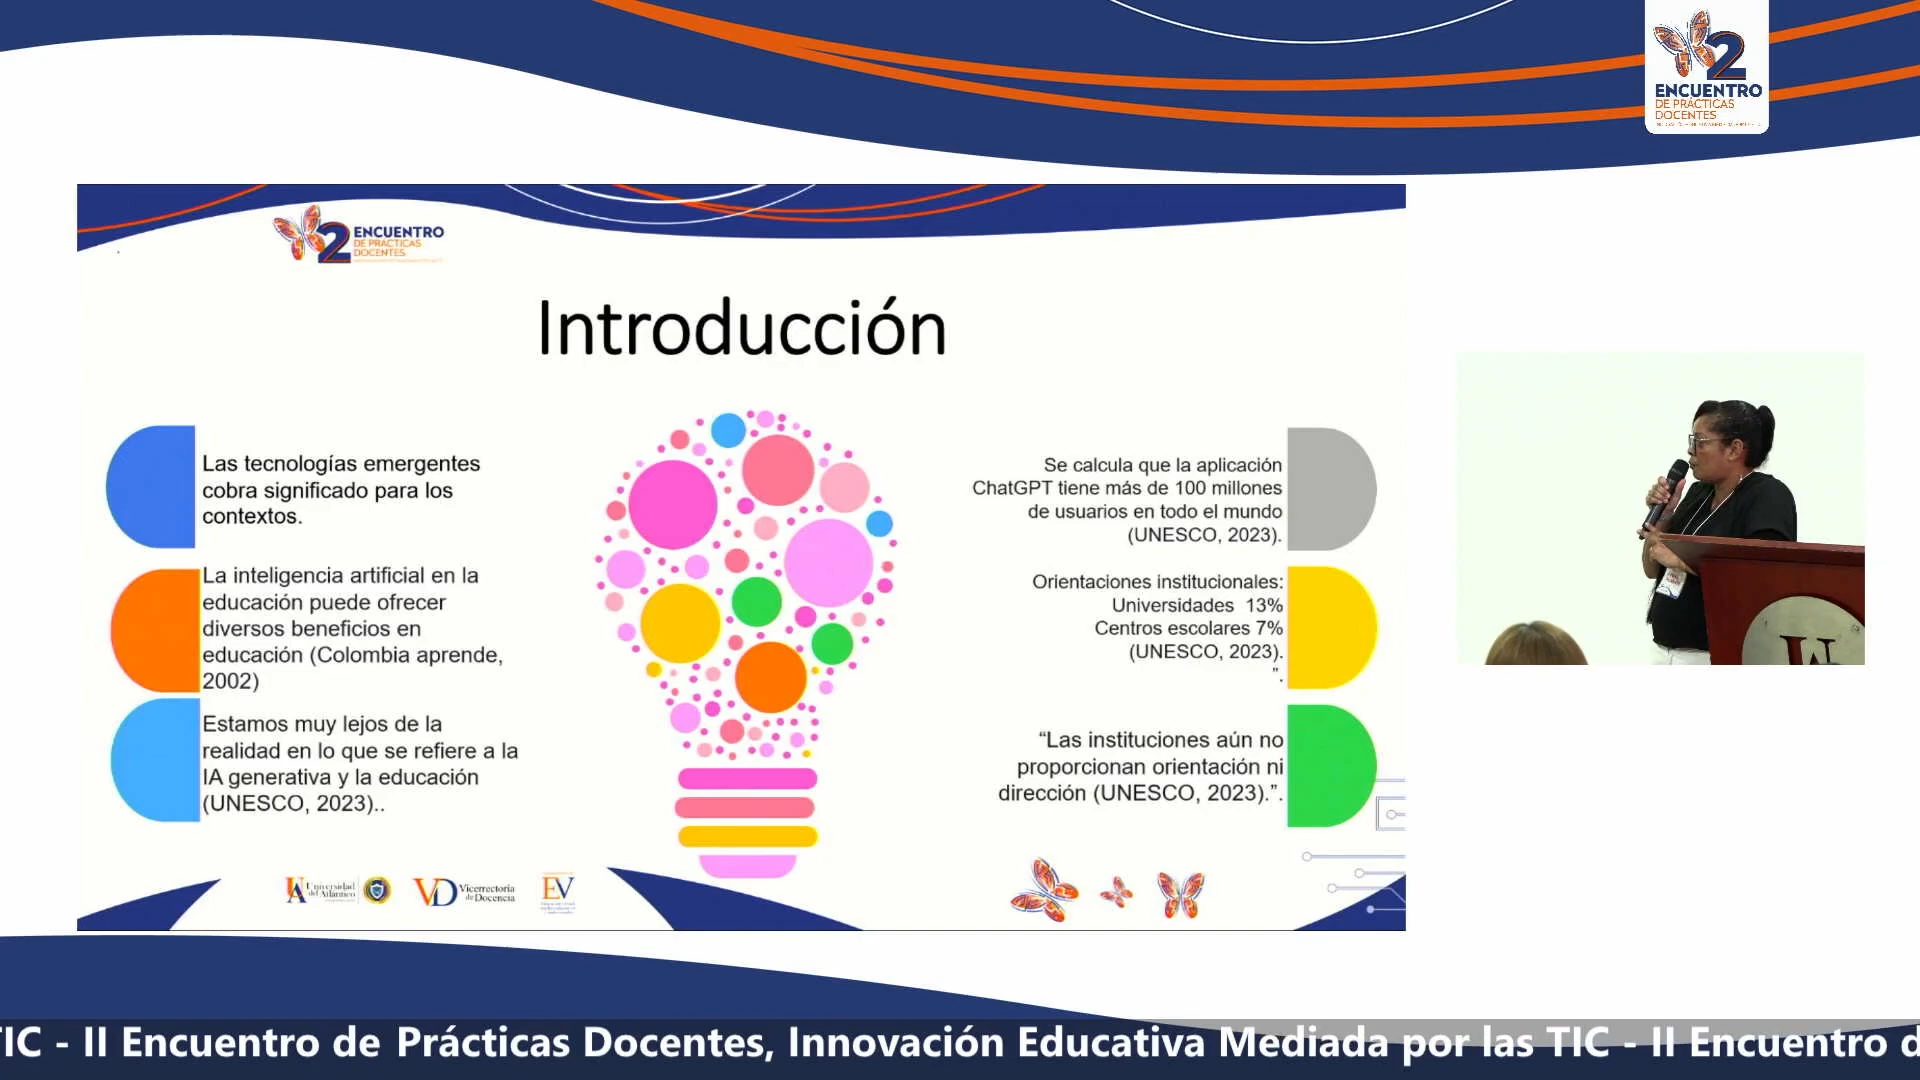 2
ENCUENTRO
DE PRÁCTICAS
DOCENTES
2
ENCUENTRO
DE PRÁCTICAS
DOCENTES
Introducción
Las tecnologías emergentes
cobra significado para los
contextos.
La inteligencia artificial en la
educación puede ofrecer
diversos beneficios en
educación (Colombia aprende,
2002)
Estamos muy lejos de la
realidad en lo que se refiere a la
IA generativa y la educación
(UNESCO, 2023)..
Se calcula que la aplicación
ChatGPT tiene más de 100 millones
de usuarios en todo el mundo
(UNESCO, 2023).
Orientaciones institucionales:
Universidades 13%
Centros escolares 7%
(UNESCO, 2023).
”.
“Las instituciones aún no
proporcionan orientación ni
dirección (UNESCO, 2023).”.
UA Universidad
del Atlántico
VD Vicerrectoría
de Docencia
EV
TIC - II Encuentro de Prácticas Docentes, Innovación Educativa Mediada por las TIC - II Encuentro d